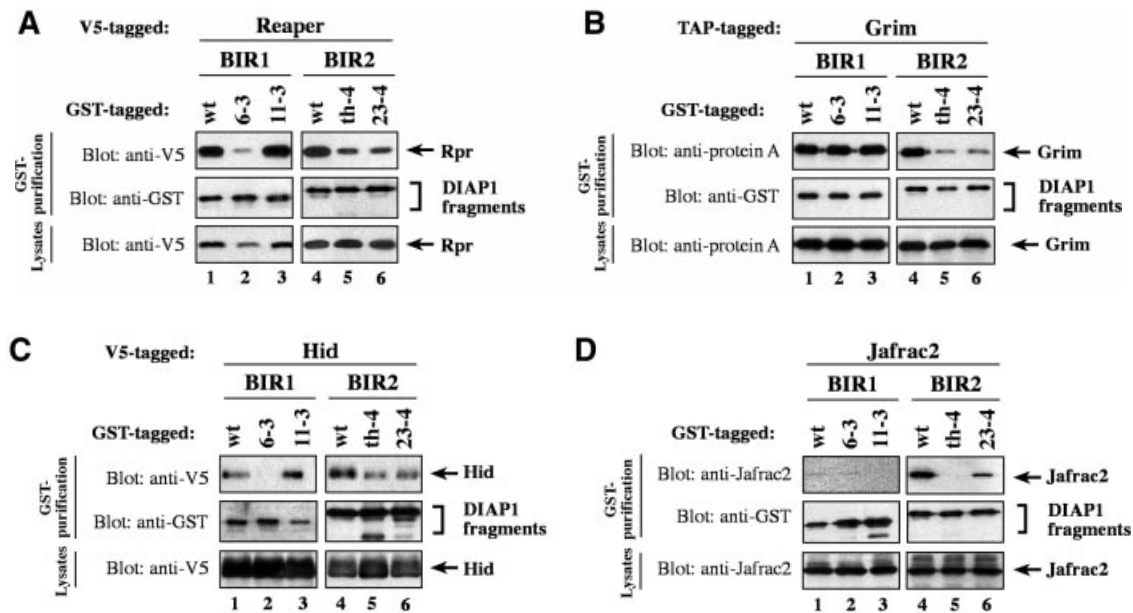 A
V5-tagged: Reaper
BIR1 BIR2
GST-tagged: wt 6-3 11-3 wt th-4 23-4
GST-purification
Blot: anti-V5 Rpr
Blot: anti-GST DIAP1 fragments
Lysates
Blot: anti-V5 Rpr
1 2 3 4 5 6
B
TAP-tagged: Grim
BIR1 BIR2
GST-tagged: wt 6-3 11-3 wt th-4 23-4
GST-purification
Blot: anti-protein A Grim
Blot: anti-GST DIAP1 fragments
Lysates
Blot: anti-protein A Grim
1 2 3 4 5 6
C
V5-tagged: Hid
BIR1 BIR2
GST-tagged: wt 6-3 11-3 wt th-4 23-4
GST-purification
Blot: anti-V5 Hid
Blot: anti-GST DIAP1 fragments
Lysates
Blot: anti-V5 Hid
1 2 3 4 5 6
D
Jafrac2
BIR1 BIR2
GST-tagged: wt 6-3 11-3 wt th-4 23-4
GST-purification
Blot: anti-Jafrac2 Jafrac2
Blot: anti-GST DIAP1 fragments
Lysates
Blot: anti-Jafrac2 Jafrac2
1 2 3 4 5 6